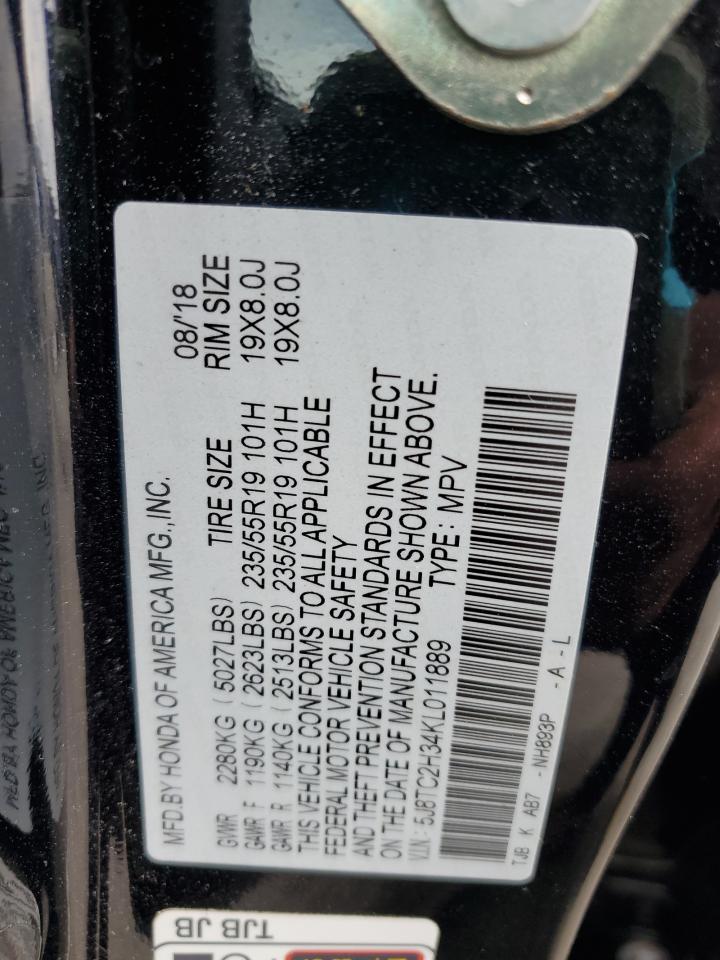 MFD.BY HONDA OF AMERICA MFG.,INC.
08/'18
GVWR 2280KG (5027LBS) TIRE SIZE RIM SIZE
GAWR F 1190KG (2623LBS) 235/55R19 101H 19X8.0J
GAWR R 1140KG (2513LBS) 235/55R19 101H 19X8.0J
THIS VEHICLE CONFORMS TO ALL APPLICABLE
FEDERAL MOTOR VEHICLE SAFETY
AND THEFT PREVENTION STANDARDS IN EFFECT
ON THE DATE OF MANUFACTURE SHOWN ABOVE.
V.I.N.: 5J8TC2H34KL011889 TYPE: MPV
TJB K AB7 -NH893P -A-L
TJB JB